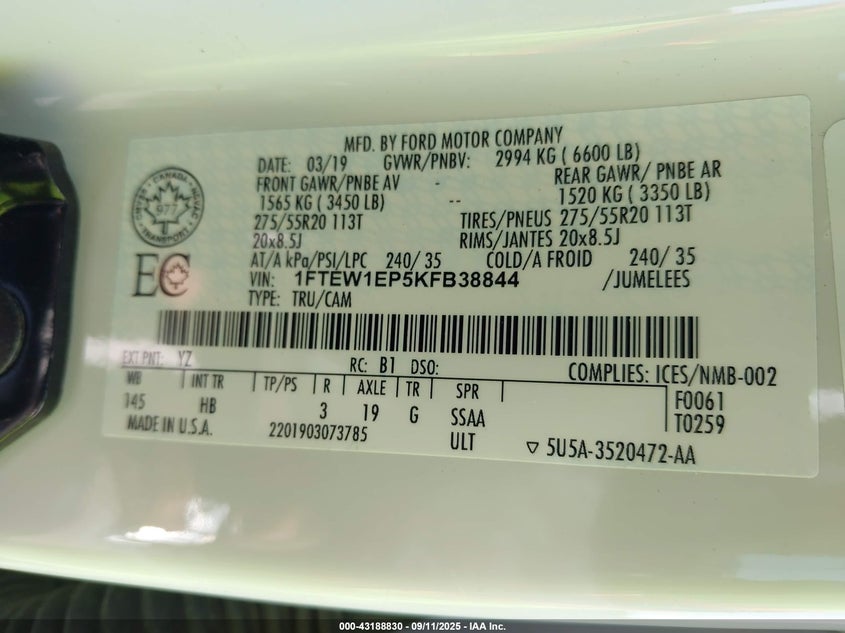 MFD. BY FORD MOTOR COMPANY
DATE: 03/19 GVWR/PNBV: 2994 KG ( 6600 LB)
FRONT GAWR/PNBE AV - REAR GAWR/ PNBE AR
1565 KG ( 3450 LB) -- 1520 KG ( 3350 LB)
275/55R20 113T TIRES/PNEUS 275/55R20 113T
20x8.5J RIMS/JANTES 20x8.5J
AT/A kPa/PSI/LPC 240/ 35 COLD/A FROID 240/ 35
VIN: 1FTEW1EP5KFB38844 /JUMELEES
TYPE: TRU/CAM
CANADA
TRANSPORT
977
EC
EXT PNT: YZ RC: B1 DSO: COMPLIES: ICES/NMB-002
WB INT TR TP/PS R AXLE TR SPR F0061
145 HB 3 19 G SSAA T0259
MADE IN U.S.A. 2201903073785 ULT 5U5A-3520472-AA
000-43188830 - 09/11/2025 - IAA Inc.